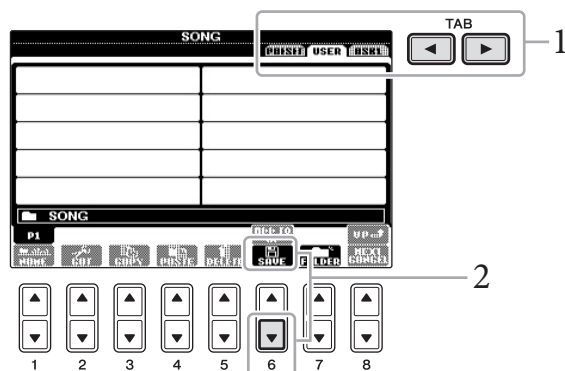 TAB
1
SONG
PRESET USER
SONG
P1
UP
NAME CUT COPY PASTE DELETE SAVE FOLDER NEXT
CANCEL
2
1 2 3 4 5 6 7 8